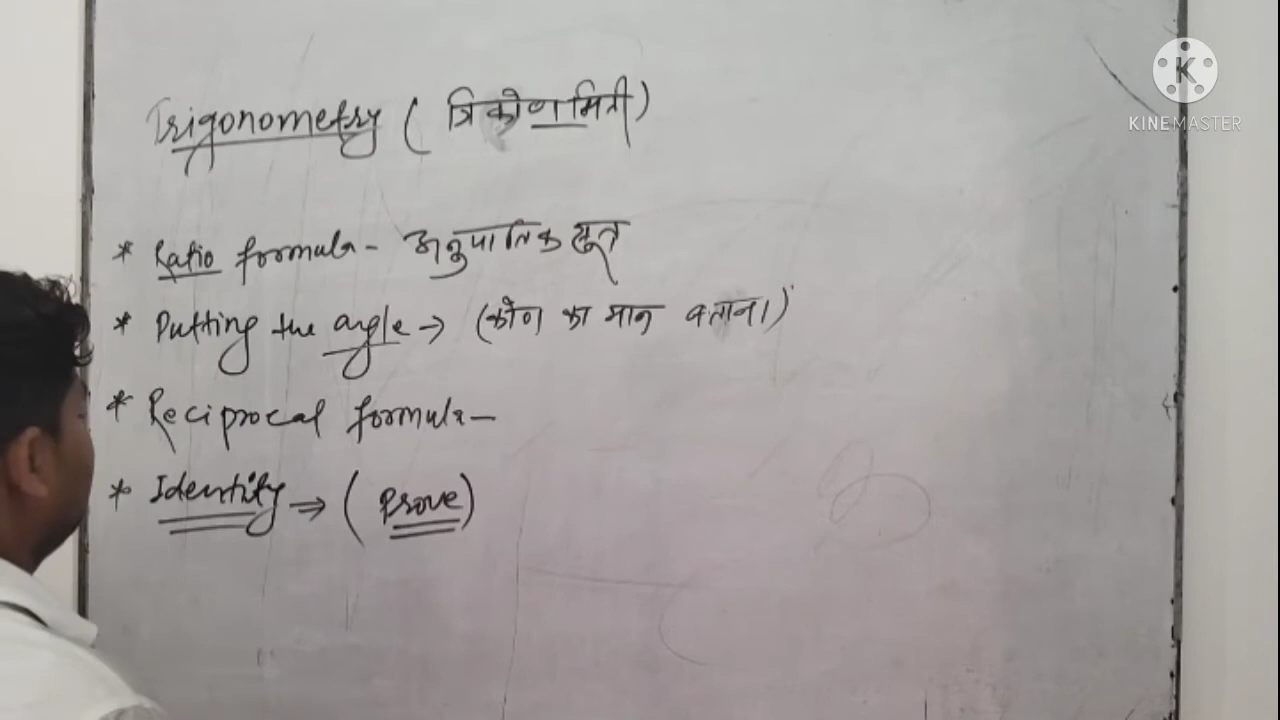 Trigonometry ( त्रिकोणमिती)
* Ratio formula - अनुपातिक सूत्र
* Putting the angle → (कोण का मान बताना)
* Reciprocal formula -
* Identity ⇒ ( Prove)
K
KINEMASTER